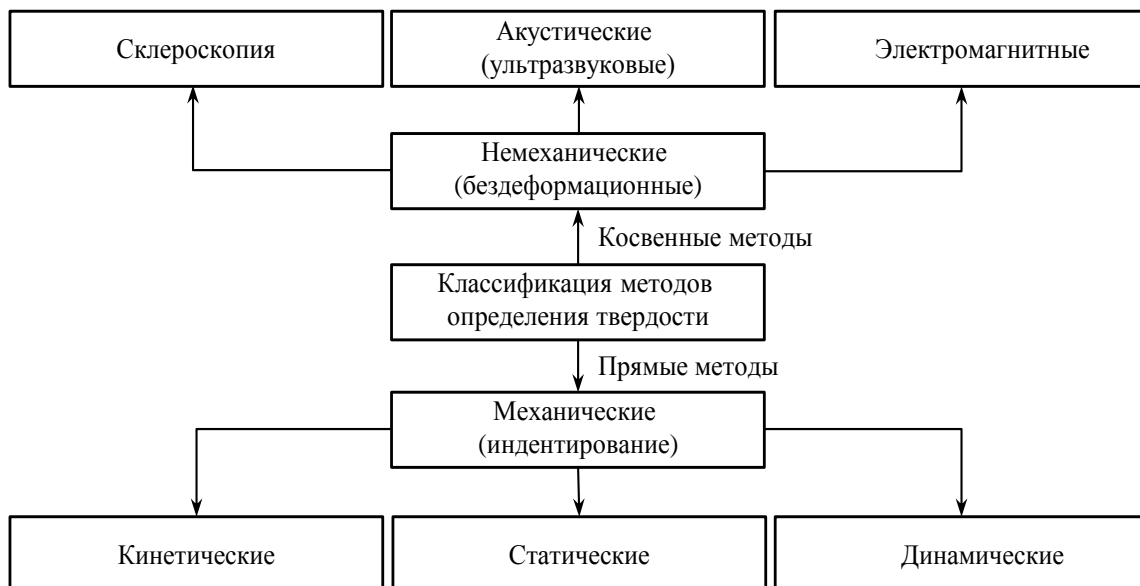 Склероскопия
Акустические
(ультразвуковые)
Электромагнитные
Немеханические
(бездеформационные)
Косвенные методы
Классификация методов
определения твердости
Прямые методы
Механические
(индентирование)
Кинетические
Статические
Динамические